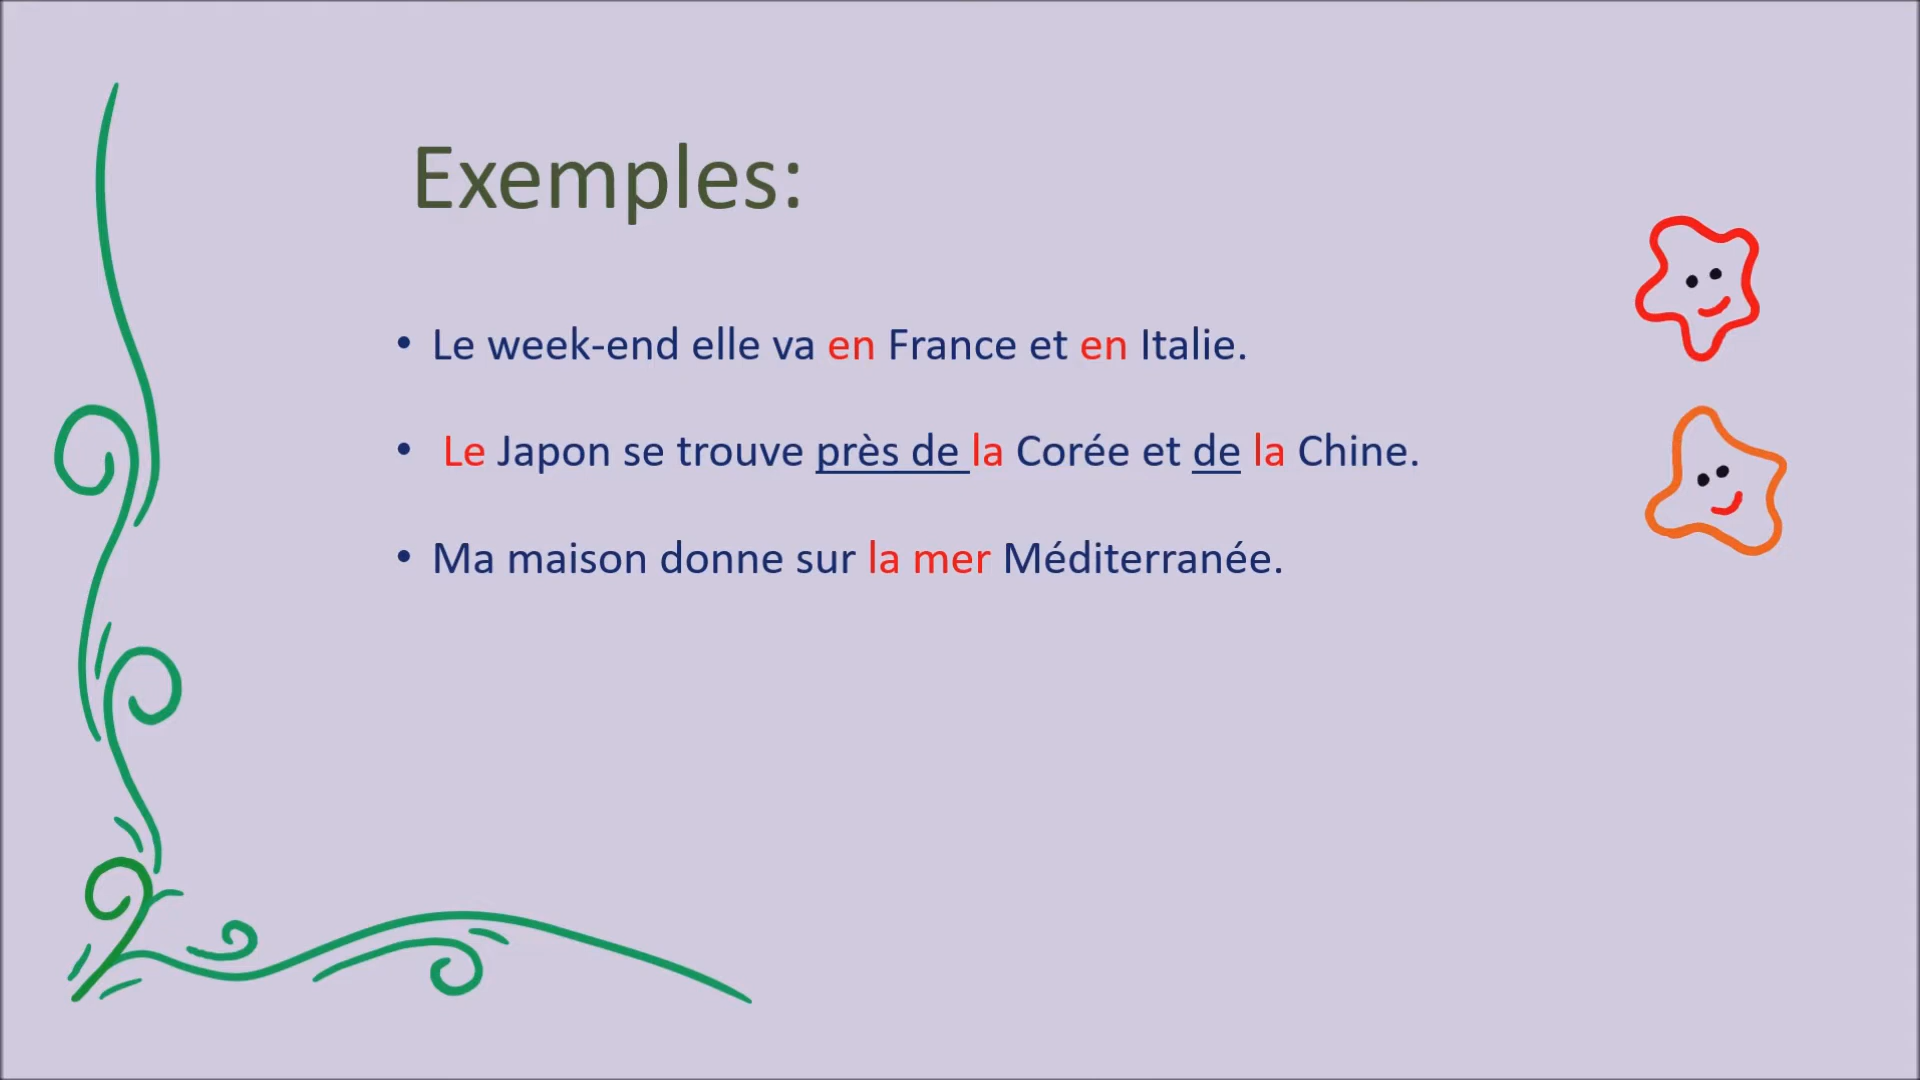 Exemples:
• Le week-end elle va en France et en Italie.
• Le Japon se trouve près de la Corée et de la Chine.
• Ma maison donne sur la mer Méditerranée.